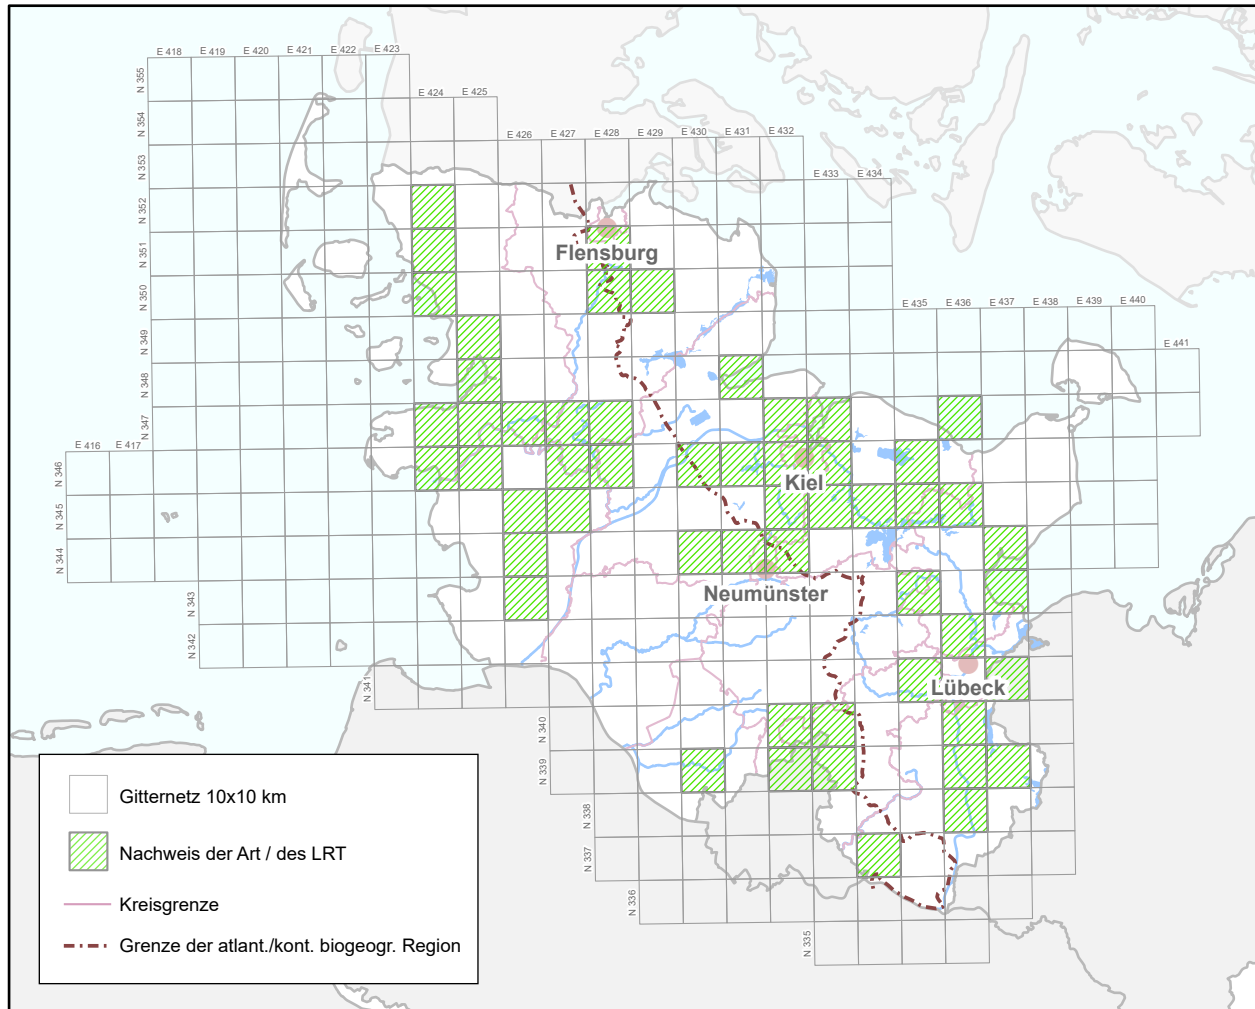 E 418 E 419 E 420 E 421 E 422 E 423
N 355
E 424 E 425
N 354
E 426 E 427 E 428 E 429 E 430 E 431 E 432
N 353
E 433 E 434
N 352
Flensburg
N 351
N 350
E 435 E 436 E 437 E 438 E 439 E 440
N 349
E 441
N 348
N 347
E 416 E 417
N 346
Kiel
N 345
N 344
Neumünster
N 343
N 342
Lübeck
N 341
N 340
N 339
N 338
N 337
N 336
N 335
Gitternetz 10x10 km
Nachweis der Art / des LRT
Kreisgrenze
Grenze der atlant./kont. biogeogr. Region